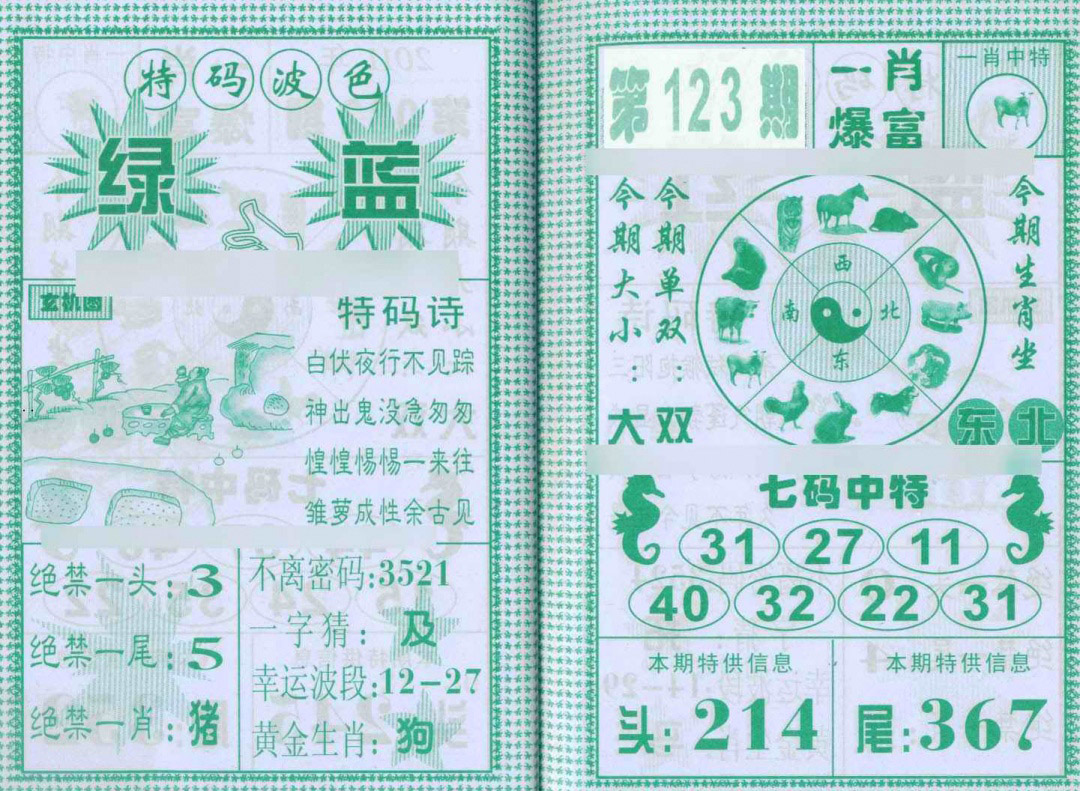 特码波色
绿 蓝
玄机图
特码诗
白伏夜行不见踪
神出鬼没急匆匆
惶惶惕惕一来往
雏萝成性余古见
绝禁一头:3
绝禁一尾:5
绝禁一肖:猪
不离密码:3521
一字猜:及
幸运波段:12-27
黄金生肖:狗
第123期
一肖
爆富
一肖中特
今期大小:大
今期单双:双
西
南 北
东
今期生肖坐
东北
七码中特
31 27 11
40 32 22 31
本期特供信息
头:214
本期特供信息
尾:367